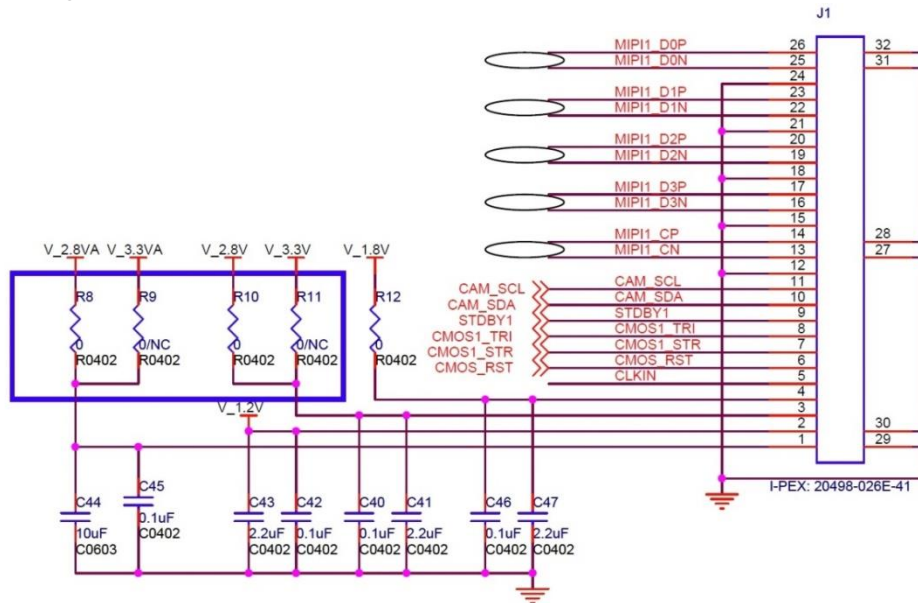 J1
MIPI1_D0P 26 32
MIPI1_D0N 25 31
24
MIPI1_D1P 23
MIPI1_D1N 22
21
MIPI1_D2P 20
MIPI1_D2N 19
18
MIPI1_D3P 17
MIPI1_D3N 16
15
MIPI1_CP 14 28
MIPI1_CN 13 27
12
CAM_SCL CAM_SCL 11
CAM_SDA CAM_SDA 10
STDBY1 STDBY1 9
CMOS1_TRI CMOS1_TRI 8
CMOS1_STR CMOS1_STR 7
CMOS_RST CMOS_RST 6
CLKIN 5
4
3
2 30
1 29
I-PEX: 20498-026E-41
V_2.8VA V_3.3VA V_2.8V V_3.3V V_1.8V
R8 R9 R10 R11 R12
0 0/NC 0 0/NC 0
R0402 R0402 R0402 R0402 R0402
V_1.2V
C44 C45 C43 C42 C40 C41 C46 C47
10uF 0.1uF 2.2uF 0.1uF 0.1uF 2.2uF 0.1uF 2.2uF
C0603 C0402 C0402 C0402 C0402 C0402 C0402 C0402